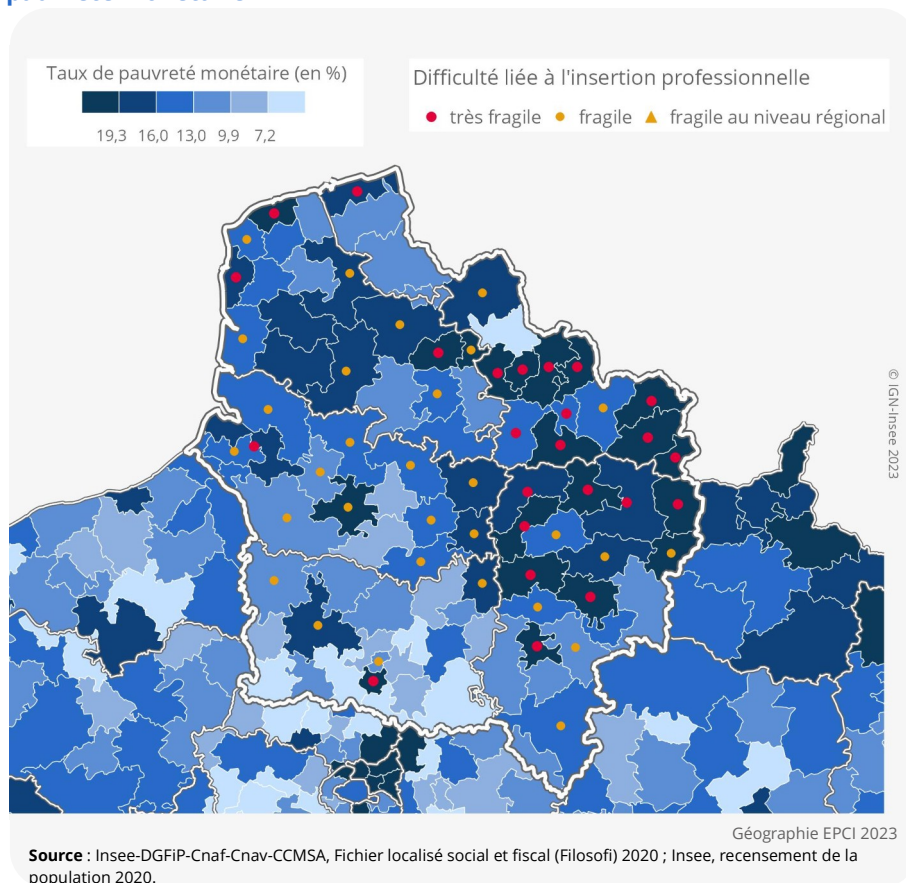 Taux de pauvreté monétaire (en %)
19,3 16,0 13,0 9,9 7,2
Difficulté liée à l'insertion professionnelle
très fragile fragile fragile au niveau régional
© IGN-Insee 2023
Géographie EPCI 2023
Source : Insee-DGFiP-Cnaf-Cnav-CCMSA, Fichier localisé social et fiscal (Filosofi) 2020 ; Insee, recensement de la
population 2020.